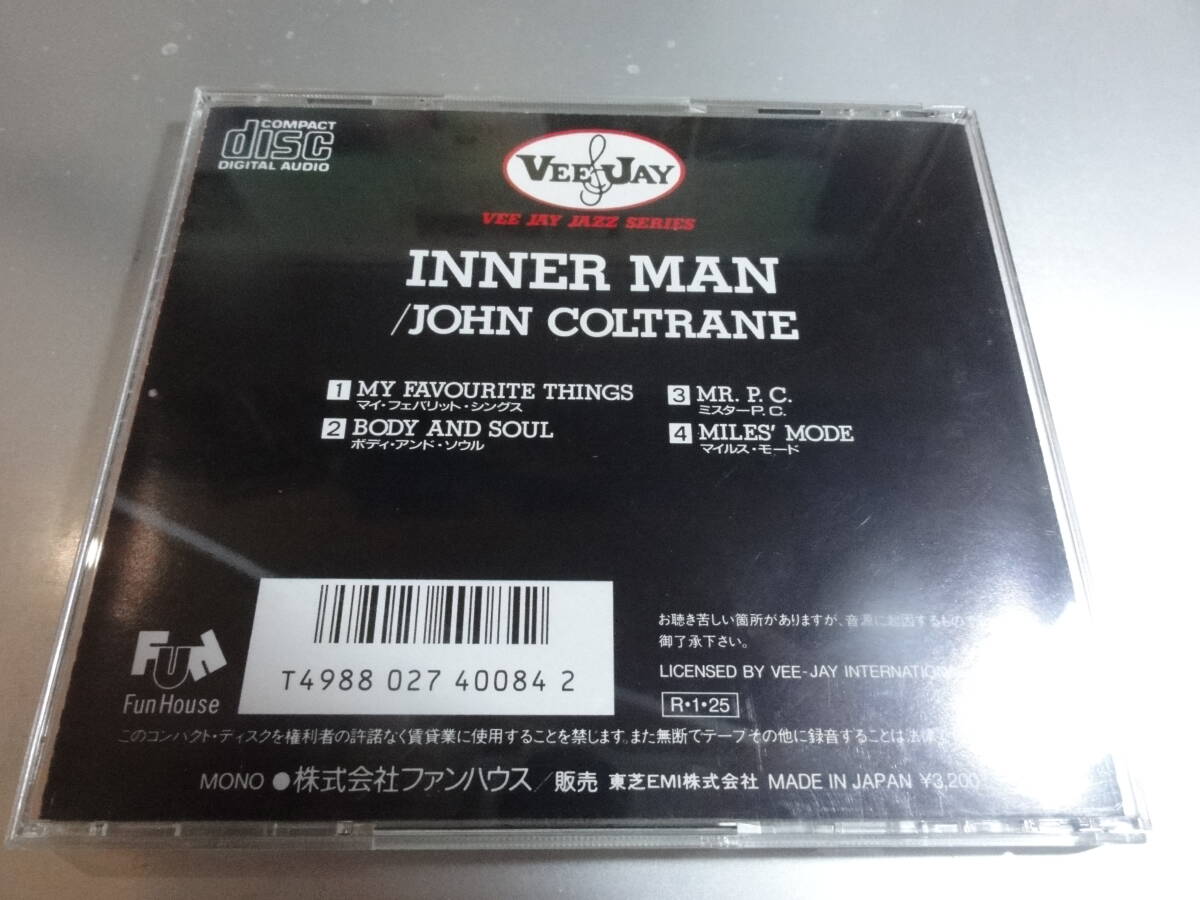 COMPACT
disc
DIGITAL AUDIO
VEE JAY
VEE JAY JAZZ SERIES
INNER MAN
/JOHN COLTRANE
1 MY FAVOURITE THINGS
マイ・フェバリット・シングス
2 BODY AND SOUL
ボディ・アンド・ソウル
3 MR. P. C.
ミスターP. C.
4 MILES' MODE
マイルス・モード
T4988 027 40084 2
Fun
Fun House
お聴き苦しい箇所がありますが、音源に起因するもので
御了承下さい。
LICENSED BY VEE-JAY INTERNATION
R・1・25
このコンパクト・ディスクを権利者の許諾なく賃貸業に使用することを禁じます。また無断でテープその他に録音することは法律
MONO ●株式会社ファンハウス/販売 東芝EMI株式会社 MADE IN JAPAN ¥3,200